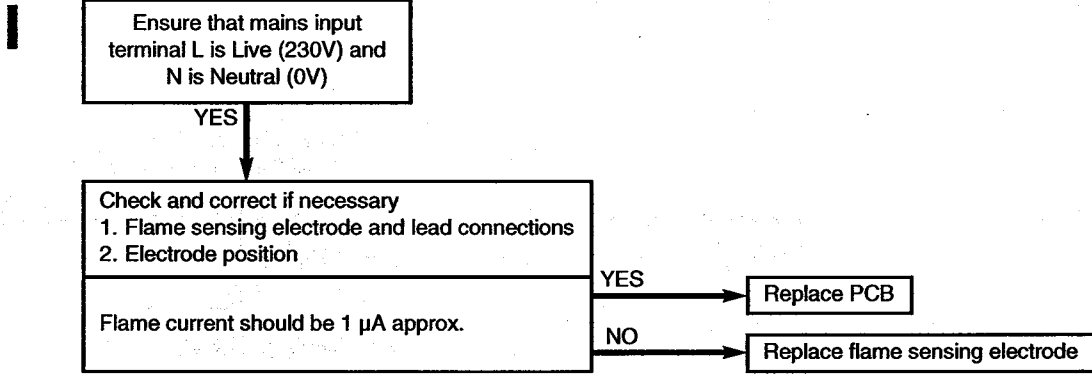 Ensure that mains input
terminal L is Live (230V) and
N is Neutral (0V)
YES
Check and correct if necessary
1. Flame sensing electrode and lead connections
2. Electrode position
Flame current should be 1 µA approx.
YES
Replace PCB
NO
Replace flame sensing electrode